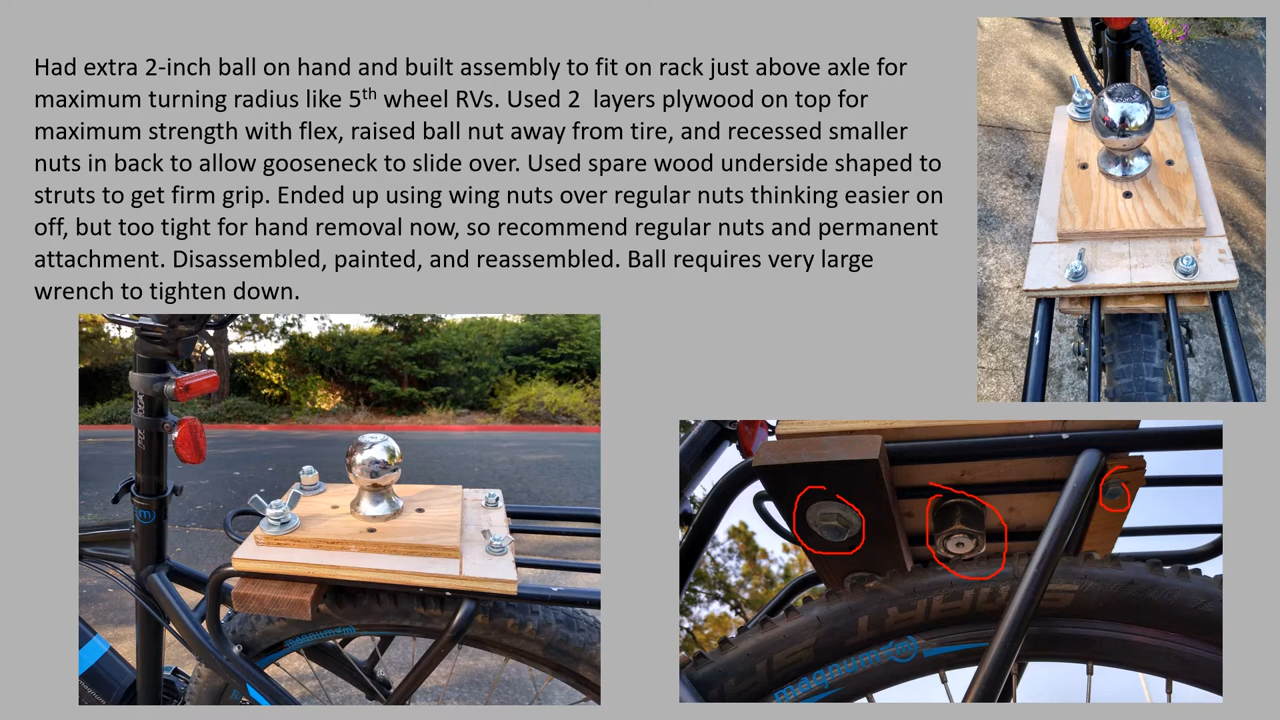 Had extra 2-inch ball on hand and built assembly to fit on rack just above axle for
maximum turning radius like 5th wheel RVs. Used 2  layers plywood on top for
maximum strength with flex, raised ball nut away from tire, and recessed smaller
nuts in back to allow gooseneck to slide over. Used spare wood underside shaped to
struts to get firm grip. Ended up using wing nuts over regular nuts thinking easier on
off, but too tight for hand removal now, so recommend regular nuts and permanent
attachment. Disassembled, painted, and reassembled. Ball requires very large
wrench to tighten down.
magnum
magnum